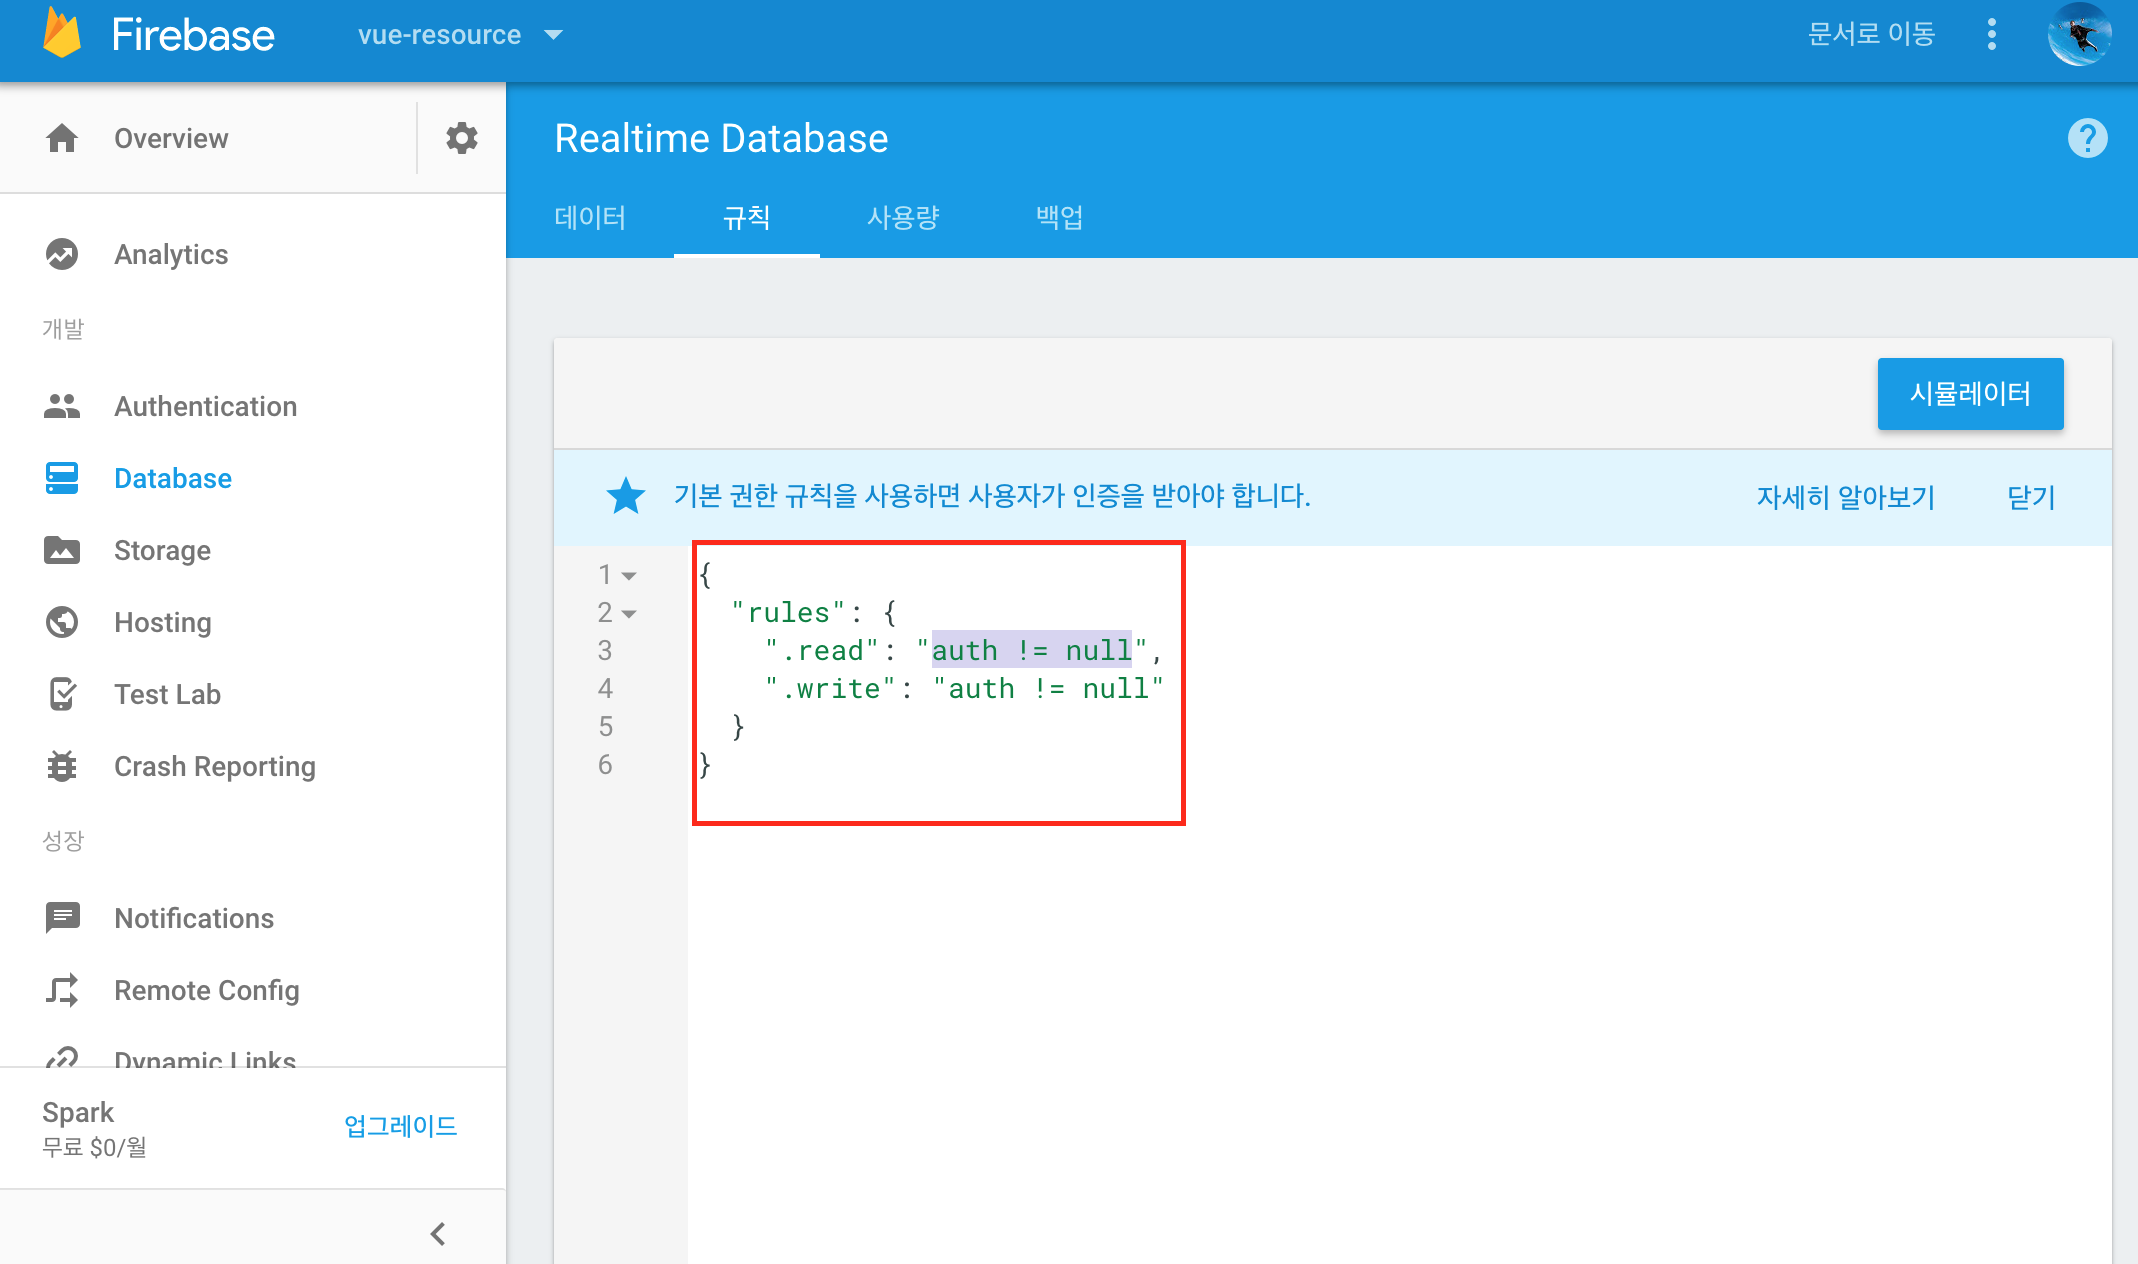 Firebase
vue-resource
문서로 이동
Overview
Analytics
개발
Authentication
Database
Storage
Hosting
Test Lab
Crash Reporting
성장
Notifications
Remote Config
Dynamic Links
Spark
무료 $0/월
업그레이드
Realtime Database
?
데이터 규칙 사용량 백업
시뮬레이터
기본 권한 규칙을 사용하면 사용자가 인증을 받아야 합니다.
자세히 알아보기 닫기
1 {
2 "rules": {
3 ".read": "auth != null",
4 ".write": "auth != null"
5 }
6 }